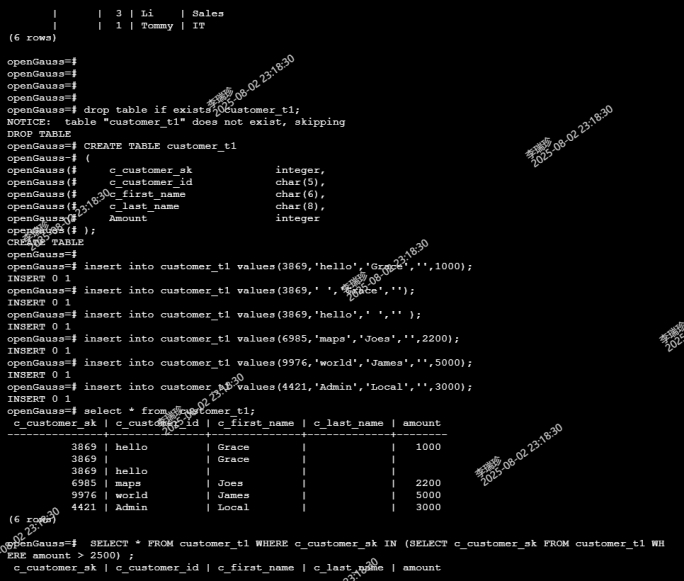 | | 3 | Li | Sales
| | 1 | Tommy | IT
(6 rows)
openGauss=#
openGauss=#
openGauss=#
openGauss=#
openGauss=# drop table if exists customer_t1;
NOTICE: table "customer_t1" does not exist, skipping
DROP TABLE
openGauss=# CREATE TABLE customer_t1
openGauss-# (
openGauss(# c_customer_sk integer,
openGauss(# c_customer_id char(5),
openGauss(# c_first_name char(6),
openGauss(# c_last_name char(8),
openGauss(# Amount integer
openGauss(# );
CREATE TABLE
openGauss=#
openGauss=# insert into customer_t1 values(3869,'hello','Grace','',1000);
INSERT 0 1
openGauss=# insert into customer_t1 values(3869,' ','Grace','');
INSERT 0 1
openGauss=# insert into customer_t1 values(3869,'hello',' ','' );
INSERT 0 1
openGauss=# insert into customer_t1 values(6985,'maps','Joes','',2200);
INSERT 0 1
openGauss=# insert into customer_t1 values(9976,'world','James','',5000);
INSERT 0 1
openGauss=# insert into customer_t1 values(4421,'Admin','Local','',3000);
INSERT 0 1
openGauss=# select * from customer_t1;
c_customer_sk | c_customer_id | c_first_name | c_last_name | amount
---------------+---------------+--------------+-------------+--------
3869 | hello | Grace | | 1000
3869 | | Grace | |
3869 | hello | | |
6985 | maps | Joes | | 2200
9976 | world | James | | 5000
4421 | Admin | Local | | 3000
(6 rows)
openGauss=# SELECT * FROM customer_t1 WHERE c_customer_sk IN (SELECT c_customer_sk FROM customer_t1 WH
ERE amount > 2500) ;
c_customer_sk | c_customer_id | c_first_name | c_last_name | amount
李瑞珍
2025-08-02 23:18:30
李瑞珍
2025-08-02 23:18:30
李瑞珍
2025-08-02 23:18:30
李瑞珍
2025-08-02 23:18:30
李瑞珍
2025
李瑞珍
2025-08-02 23:18:30
李瑞珍
2025-08-02 23:18:30
23:18:30
23:18:30